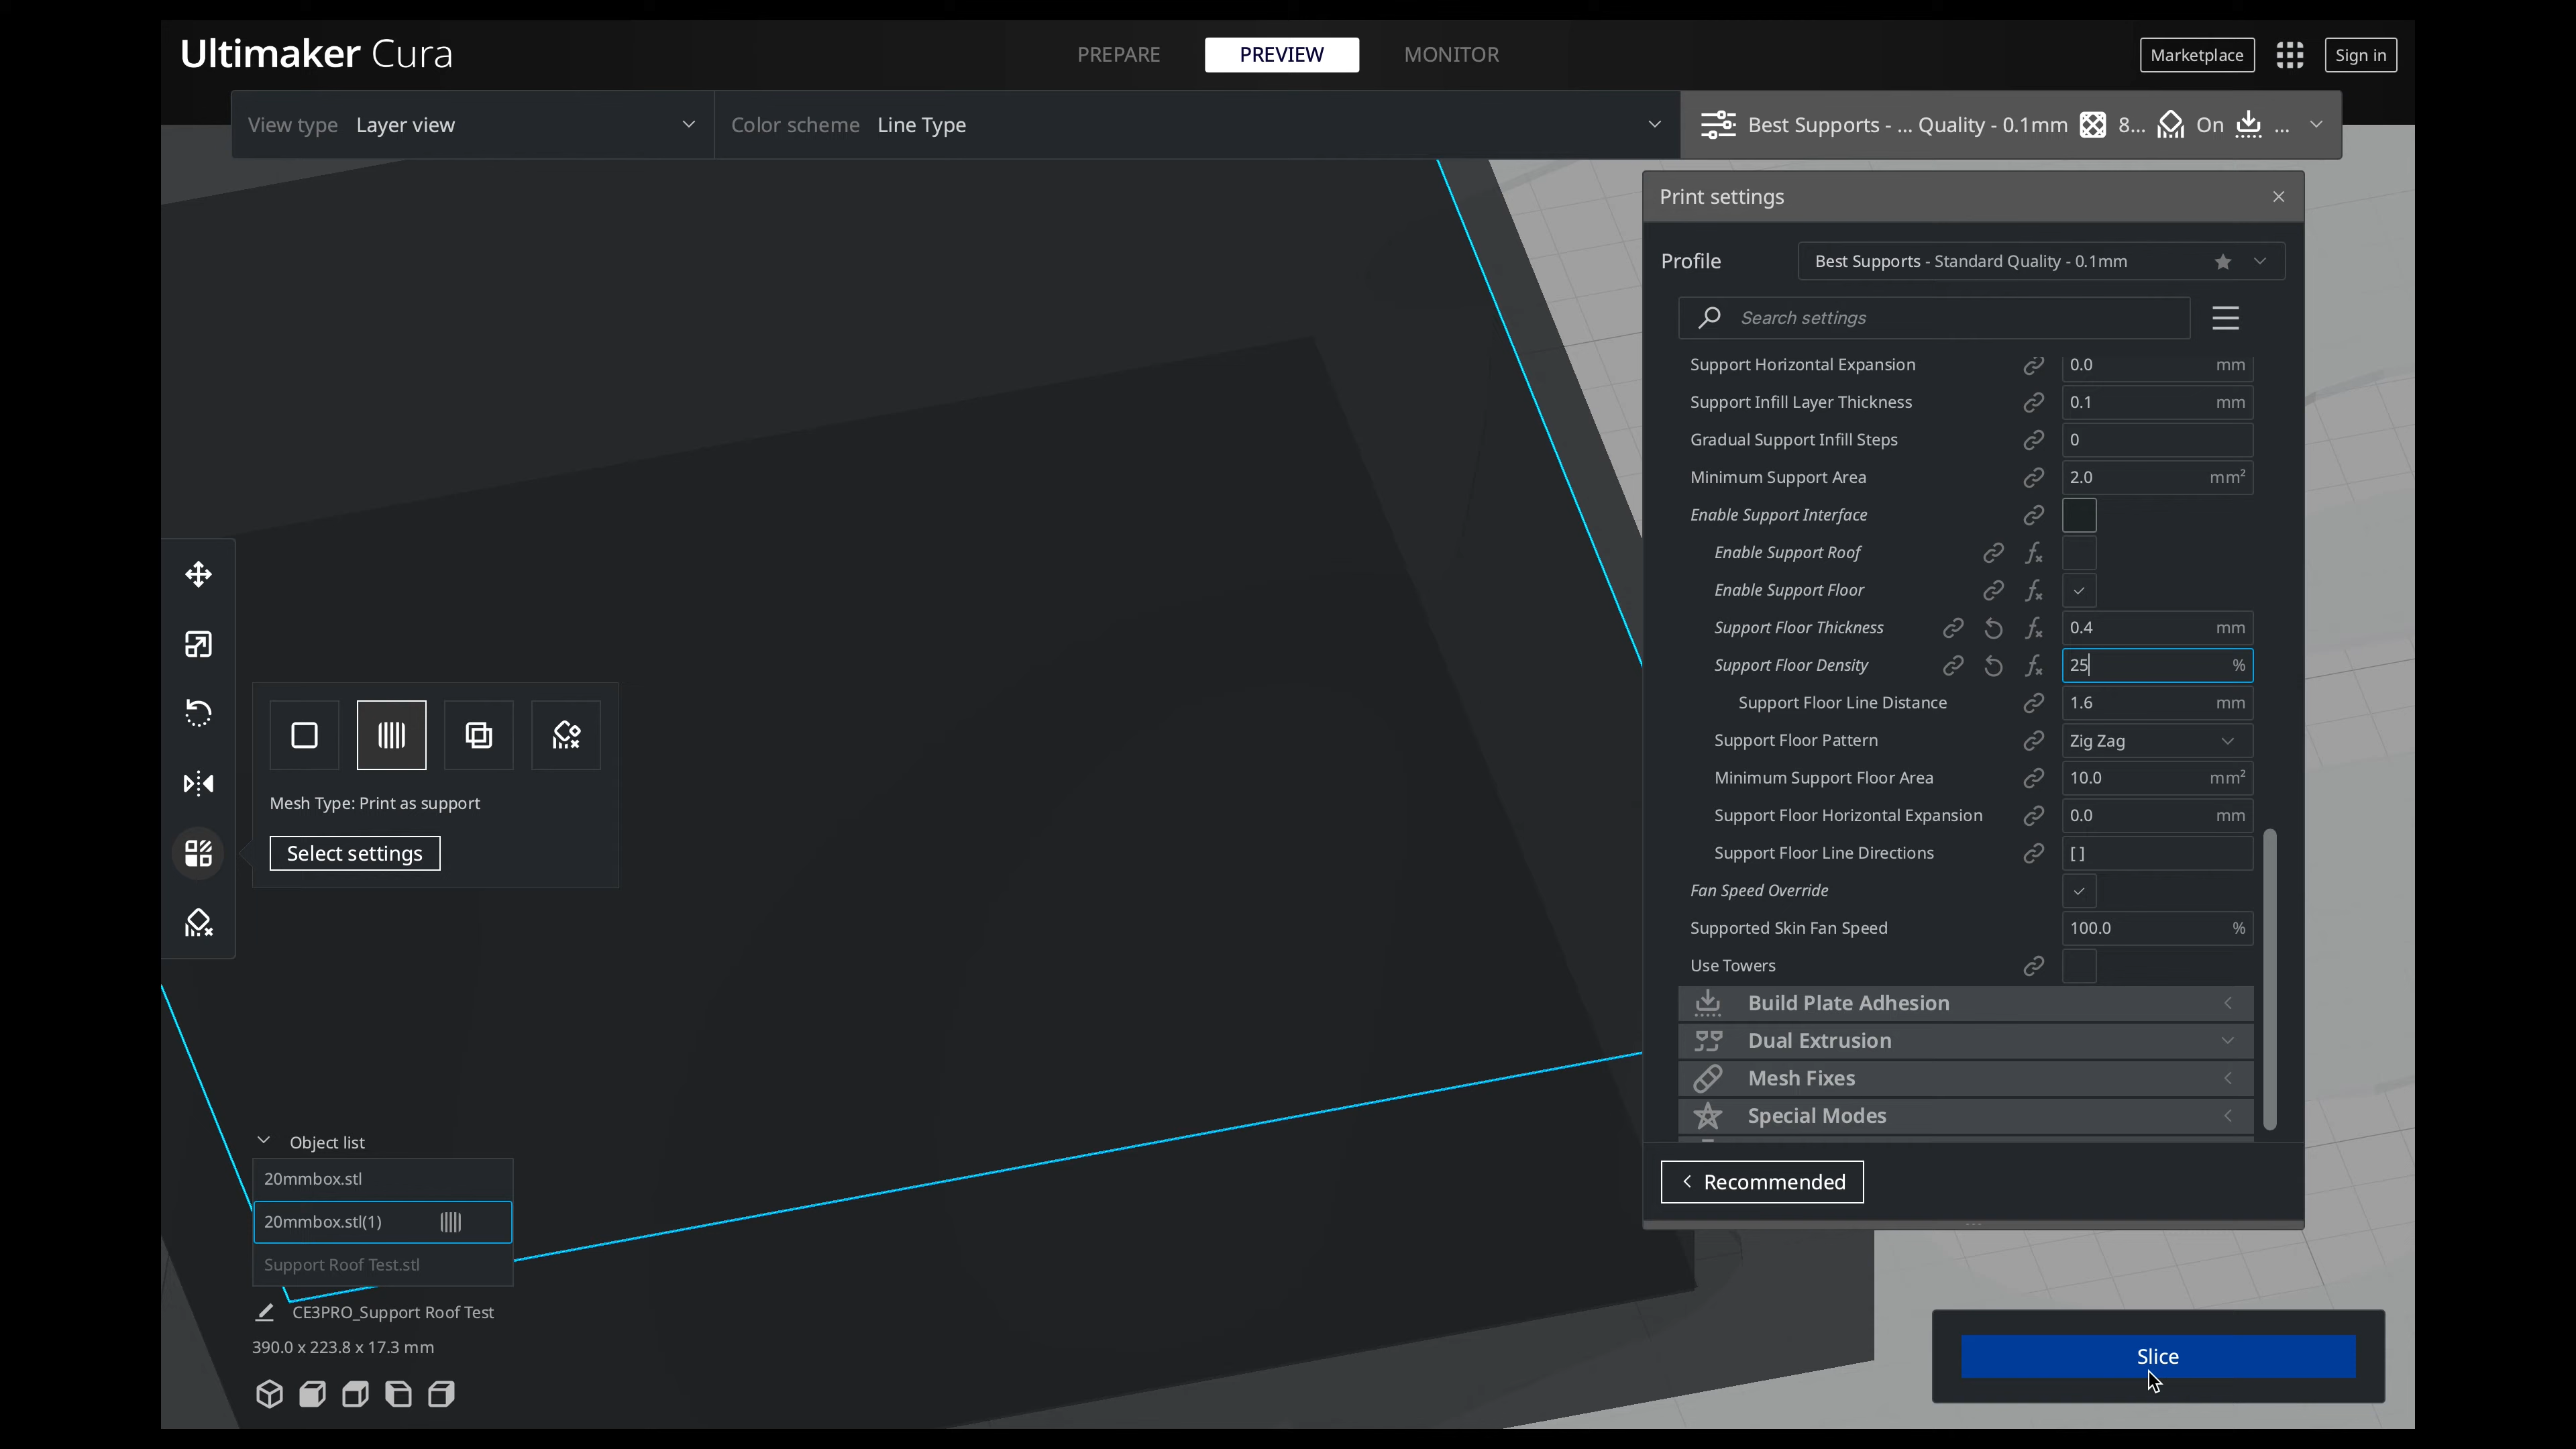 Ultimaker Cura
PREPARE
PREVIEW
MONITOR
Marketplace
Sign in
View type Layer view
Color scheme Line Type
Best Supports - ... Quality - 0.1mm 8... On ...
Print settings
Profile
Best Supports - Standard Quality - 0.1mm
Search settings
Support Horizontal Expansion 0.0 mm
Support Infill Layer Thickness 0.1 mm
Gradual Support Infill Steps 0
Minimum Support Area 2.0 mm²
Enable Support Interface
Enable Support Roof
Enable Support Floor
Support Floor Thickness 0.4 mm
Support Floor Density 25 %
Support Floor Line Distance 1.6 mm
Support Floor Pattern Zig Zag
Minimum Support Floor Area 10.0 mm²
Support Floor Horizontal Expansion 0.0 mm
Support Floor Line Directions [ ]
Fan Speed Override
Supported Skin Fan Speed 100.0 %
Use Towers
Build Plate Adhesion
Dual Extrusion
Mesh Fixes
Special Modes
Recommended
Mesh Type: Print as support
Select settings
Object list
20mmbox.stl
20mmbox.stl(1)
Support Roof Test.stl
CE3PRO_Support Roof Test
390.0 x 223.8 x 17.3 mm
Slice